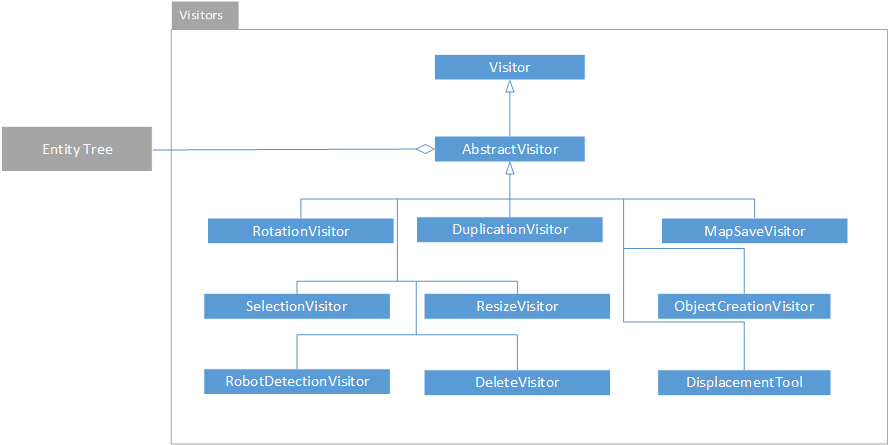 Visitors
Visitor
Entity Tree
AbstractVisitor
RotationVisitor
DuplicationVisitor
MapSaveVisitor
SelectionVisitor
ResizeVisitor
ObjectCreationVisitor
RobotDetectionVisitor
DeleteVisitor
DisplacementTool